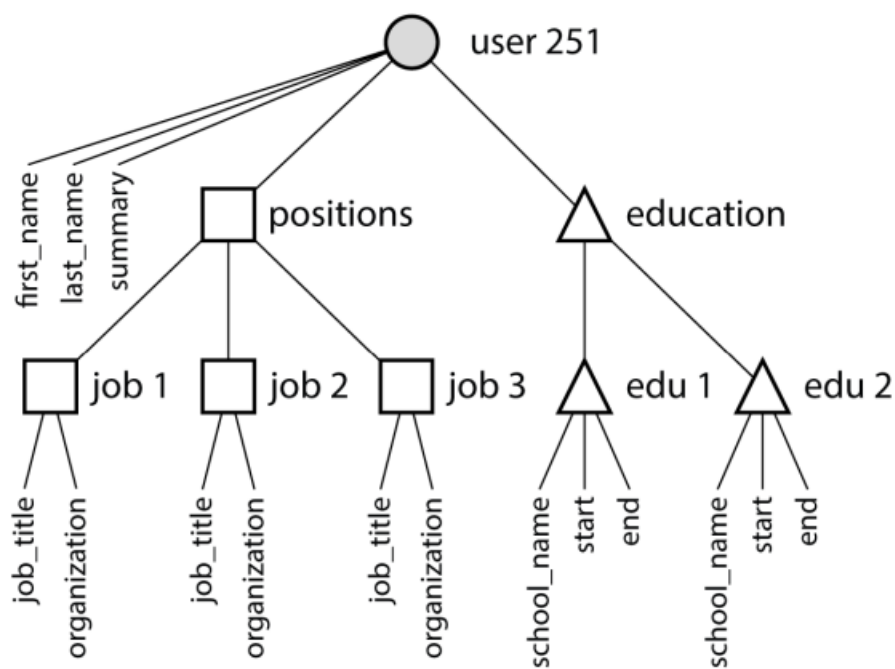 user 251
first_name
last_name
summary
positions
education
job 1
job 2
job 3
edu 1
edu 2
job_title
organization
job_title
organization
job_title
organization
school_name
start
end
school_name
start
end